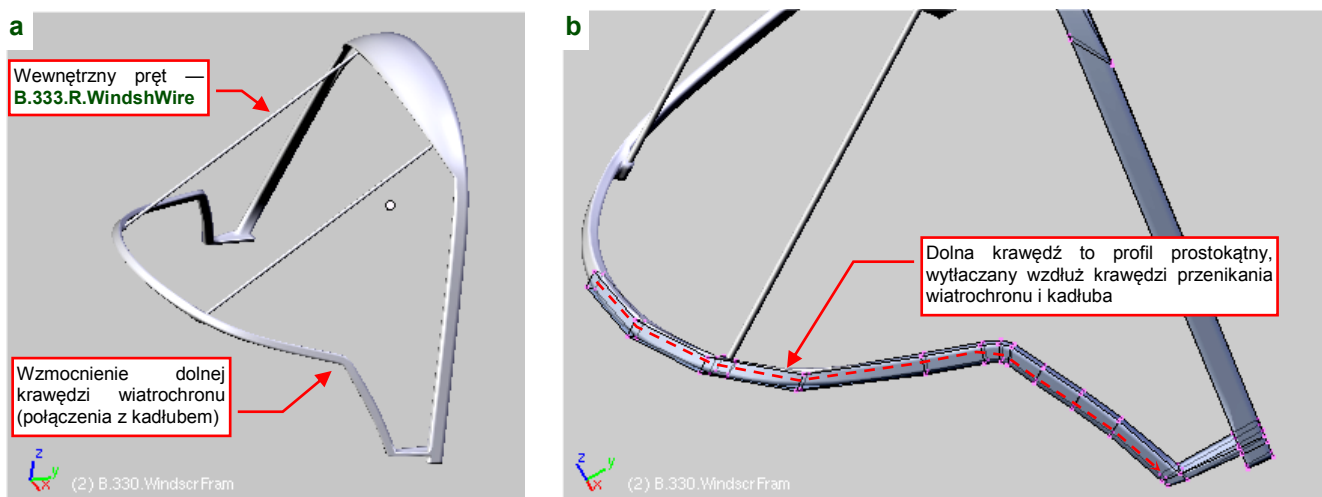 a
Wewnętrzny pręt —
B.333.R.WindshWire
Wzmocnienie dolnej
krawędzi wiatrochronu
(połączenia z kadłubem)
z
y
x
(2) B.330.WindscrFram
b
Dolna krawędź to profil prostokątny,
wytłaczany wzdłuż krawędzi przenikania
wiatrochronu i kadłuba
z
y
x
(2) B.330.WindscrFram